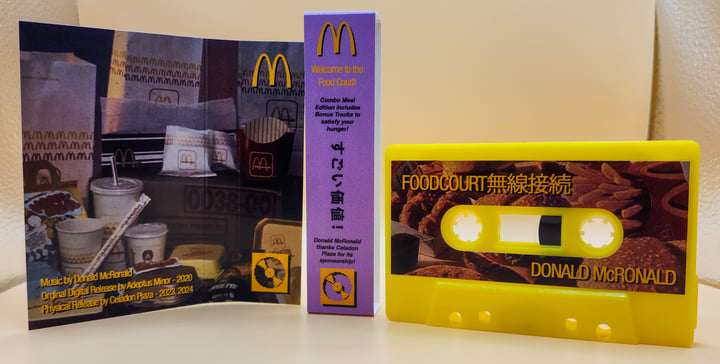 Music by Donald McRonald
Orginal Digital Release by Adeptus Minor - 2020
Physical Release by Celadon Plaza - 2023, 2024
Welcome to the
Food Court!
Combo Meal
Edition includes
Bonus Tracks to
satisfy your
hunger!
すごい価値!
Donald McRonald
thanks Celadon
Plaza for its
sponsorship!
FOODCOURT無線接続
DONALD McRONALD